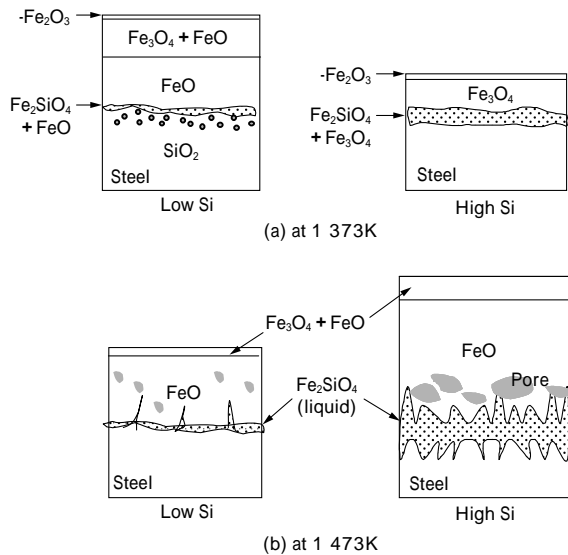 -Fe₂O₃
Fe₃O₄ + FeO
FeO
Fe₂SiO₄
+ FeO
SiO₂
Steel
Low Si
-Fe₂O₃
Fe₃O₄
Fe₂SiO₄
+ Fe₃O₄
Steel
High Si
(a) at 1 373K
Fe₃O₄ + FeO
FeO
Fe₂SiO₄
(liquid)
Steel
Low Si
FeO
Pore
Steel
High Si
(b) at 1 473K